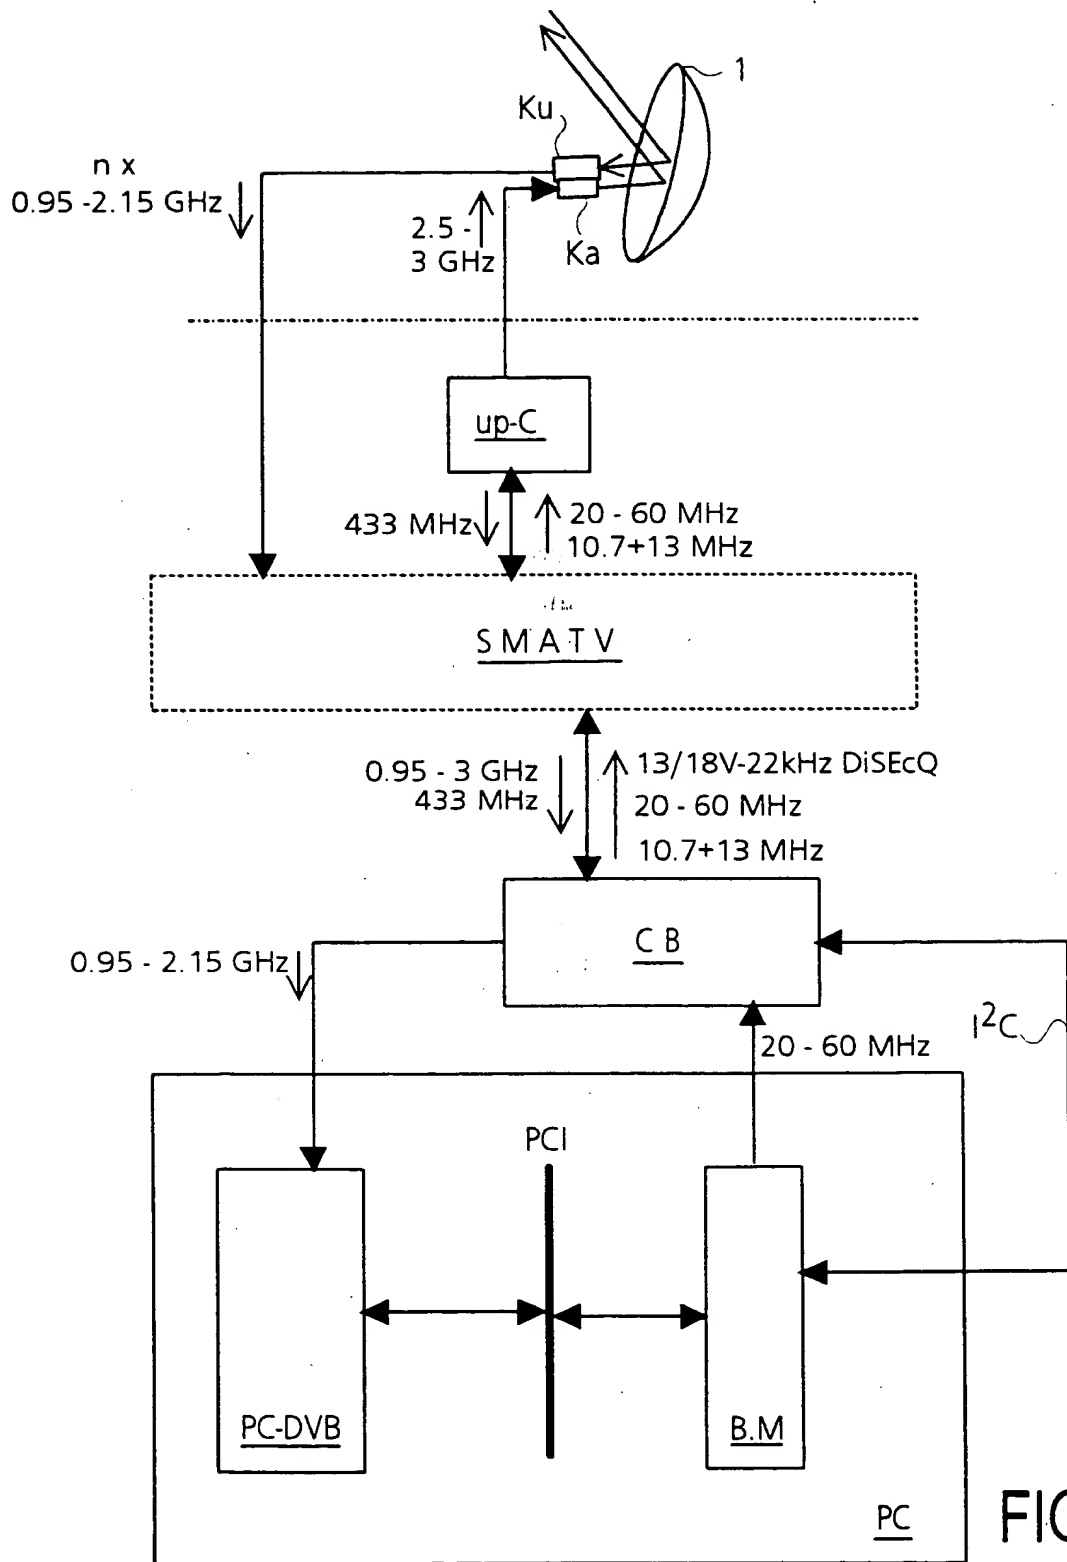 1
Ku
n x
0.95 -2.15 GHz
2.5 -
3 GHz
Ka
up-C
433 MHz
20 - 60 MHz
10.7+13 MHz
SMATV
0.95 - 3 GHz
433 MHz
13/18V-22kHz DiSEcQ
20 - 60 MHz
10.7+13 MHz
CB
0.95 - 2.15 GHz
I²C
20 - 60 MHz
PCI
PC-DVB
B.M
PC
FIG